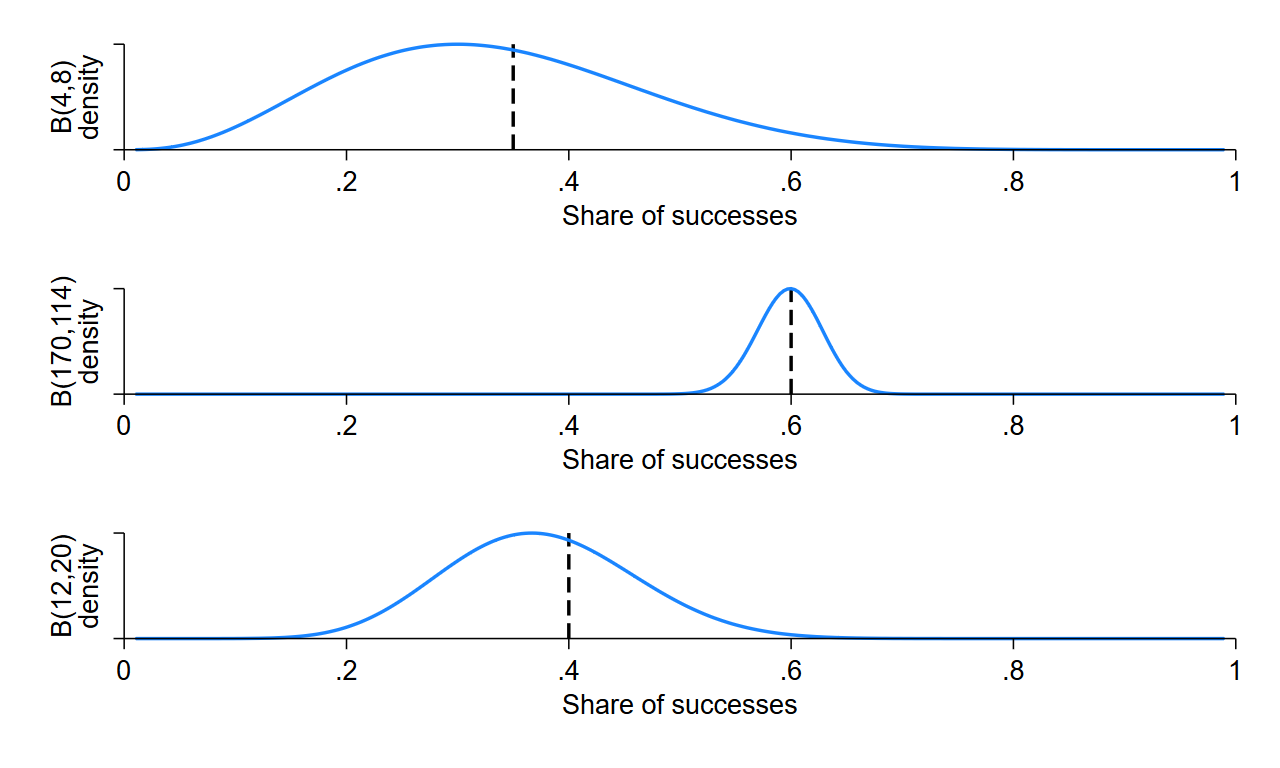 B(4,8)
density
0 .2 .4 .6 .8 1
Share of successes
B(170,114)
density
0 .2 .4 .6 .8 1
Share of successes
B(12,20)
density
0 .2 .4 .6 .8 1
Share of successes